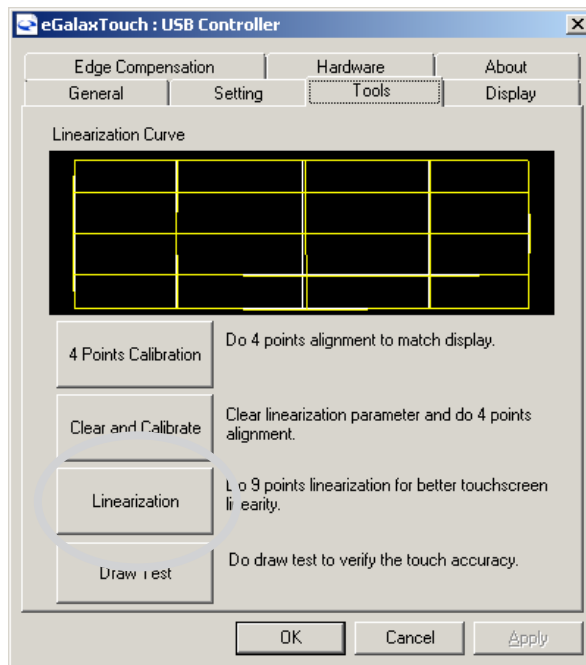 eGalaxTouch : USB Controller
Edge Compensation Hardware About
General Setting Tools Display
Linearization Curve
4 Points Calibration
Do 4 points alignment to match display.
Clear and Calibrate
Clear linearization parameter and do 4 points
alignment.
Linearization
Do 9 points linearization for better touchscreen
linearity.
Draw Test
Do draw test to verify the touch accuracy.
OK Cancel Apply